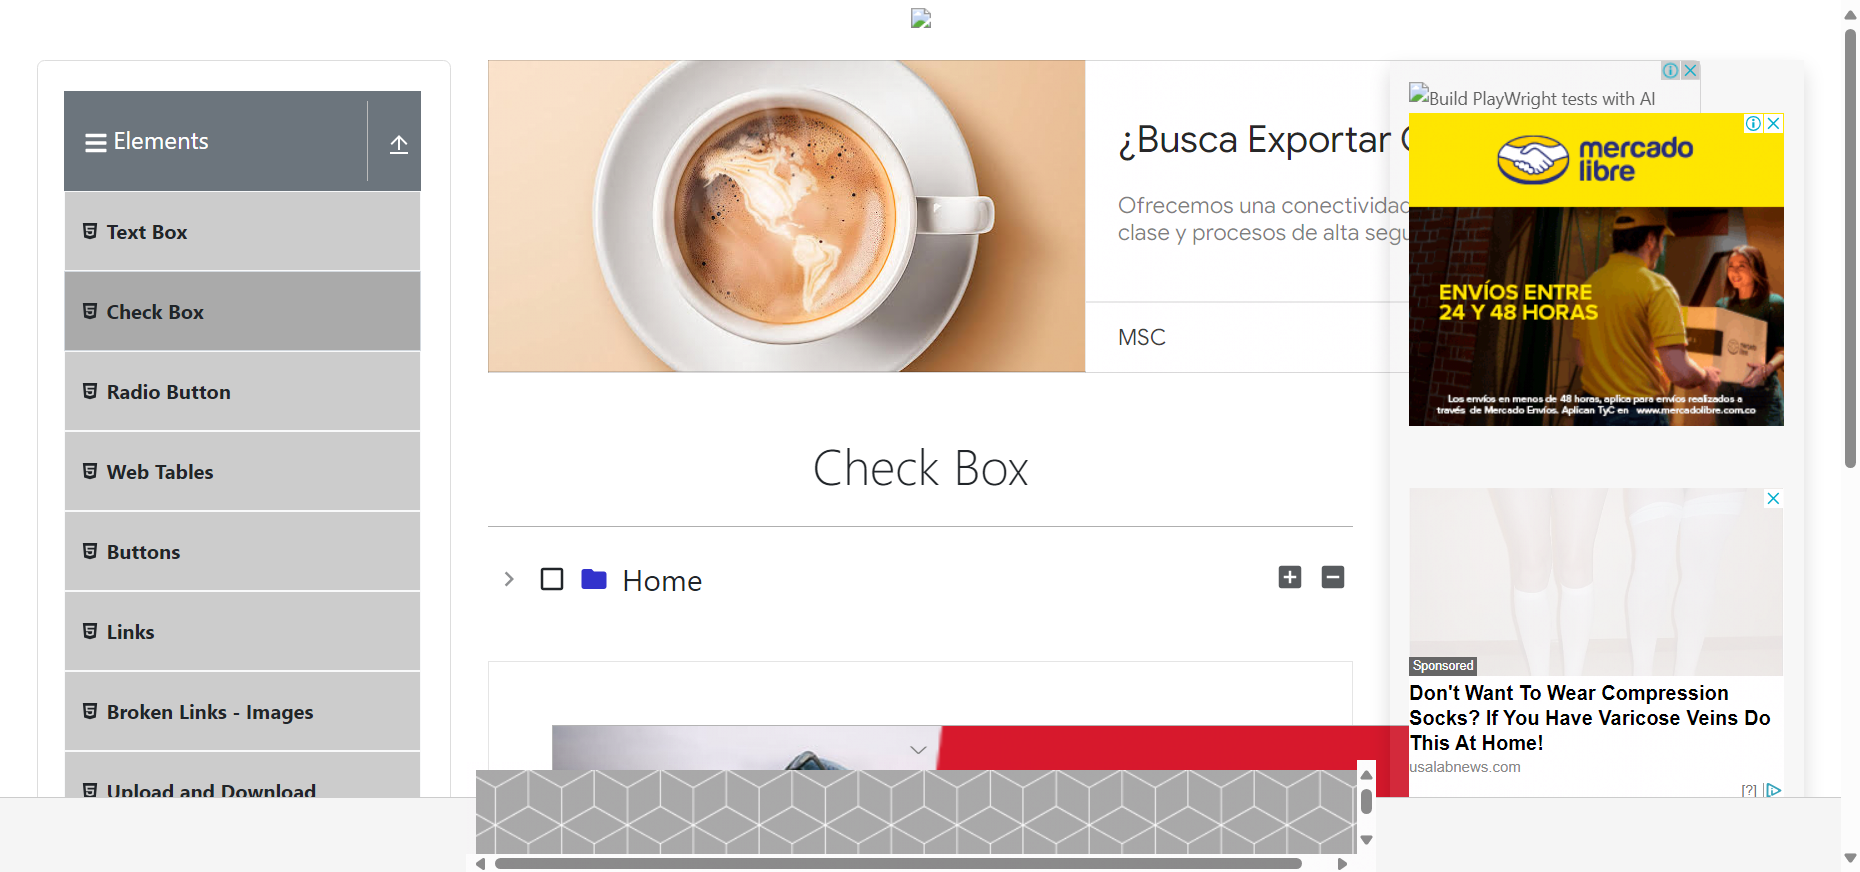 Elements
Text Box
Check Box
Radio Button
Web Tables
Buttons
Links
Broken Links - Images
Upload and Download
¿Busca Exportar
Ofrecemos una conectividad
clase y procesos de alta segu
MSC
Check Box
Home
Build PlayWright tests with AI
mercado
libre
ENVÍOS ENTRE
24 Y 48 HORAS
Los envíos en menos de 48 horas, aplica para envíos realizados a
través de Mercado Envíos. Aplican TyC en www.mercadolibre.com.co
Sponsored
Don't Want To Wear Compression
Socks? If You Have Varicose Veins Do
This At Home!
usalabnews.com
[?]